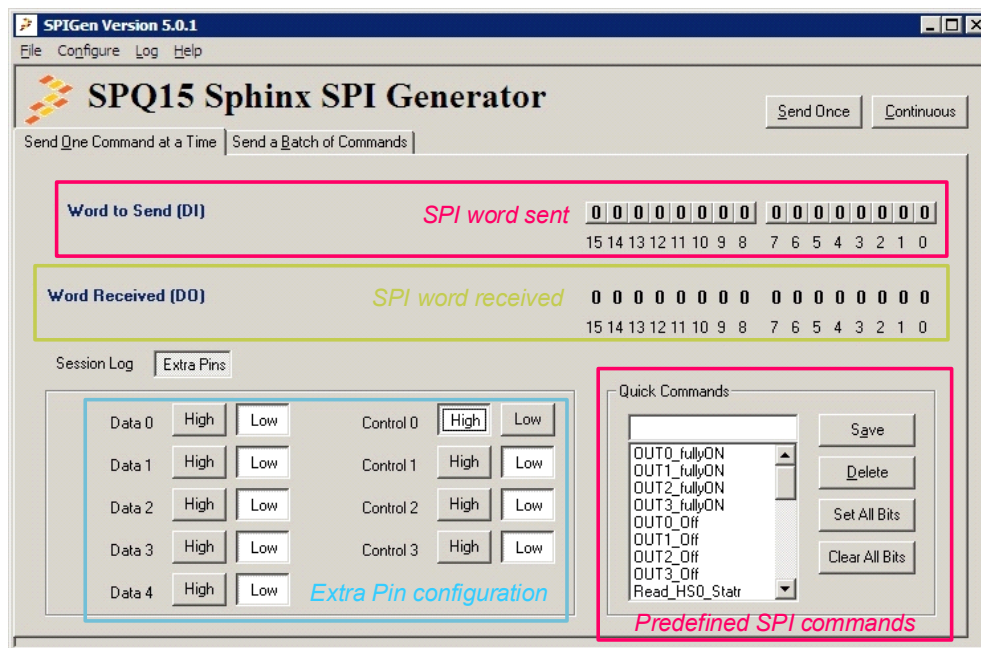 SPIGen Version 5.0.1
File Configure Log Help
SPQ15 Sphinx SPI Generator
Send Once Continuous
Send One Command at a Time Send a Batch of Commands
Word to Send (DI) SPI word sent 0 0 0 0 0 0 0 0 0 0 0 0 0 0 0 0
15 14 13 12 11 10 9 8 7 6 5 4 3 2 1 0
Word Received (DO) SPI word received 0 0 0 0 0 0 0 0 0 0 0 0 0 0 0 0
15 14 13 12 11 10 9 8 7 6 5 4 3 2 1 0
Session Log Extra Pins
Data 0 High Low Control 0 High Low
Data 1 High Low Control 1 High Low
Data 2 High Low Control 2 High Low
Data 3 High Low Control 3 High Low
Data 4 High Low Extra Pin configuration
Quick Commands
OUT0_fullyON
OUT1_fullyON
OUT2_fullyON
OUT3_fullyON
OUT0_Off
OUT1_Off
OUT2_Off
OUT3_Off
Read_HS0_Statr
Save
Delete
Set All Bits
Clear All Bits
Predefined SPI commands